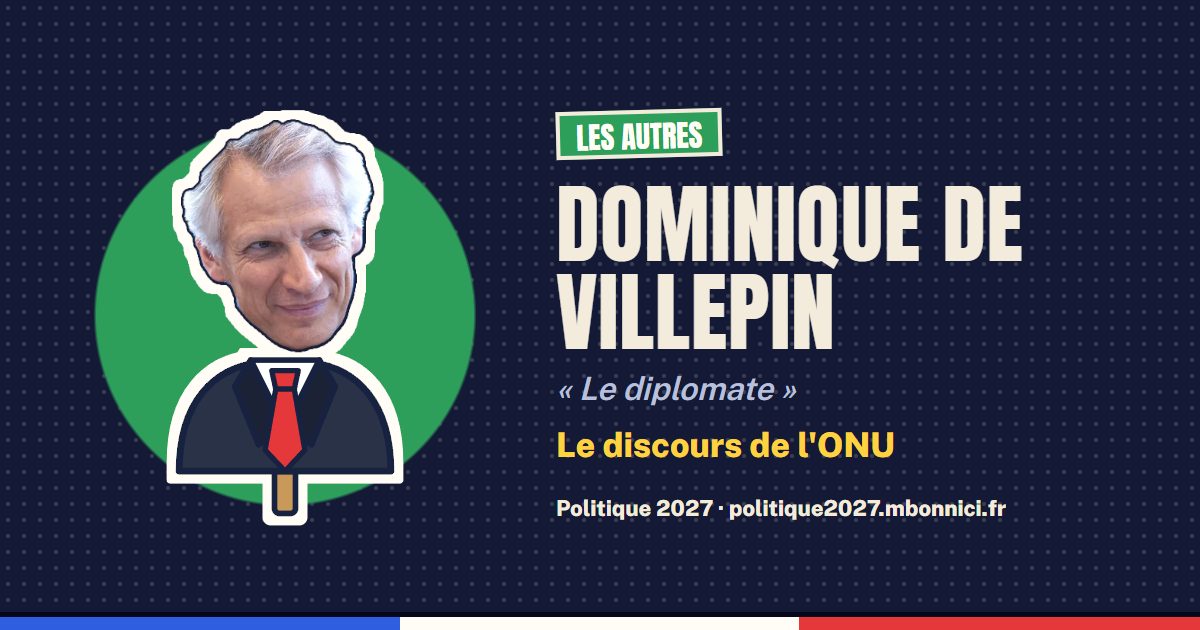 LES AUTRES
DOMINIQUE DE
VILLEPIN
« Le diplomate »
Le discours de l'ONU
Politique 2027 · politique2027.mbonnici.fr